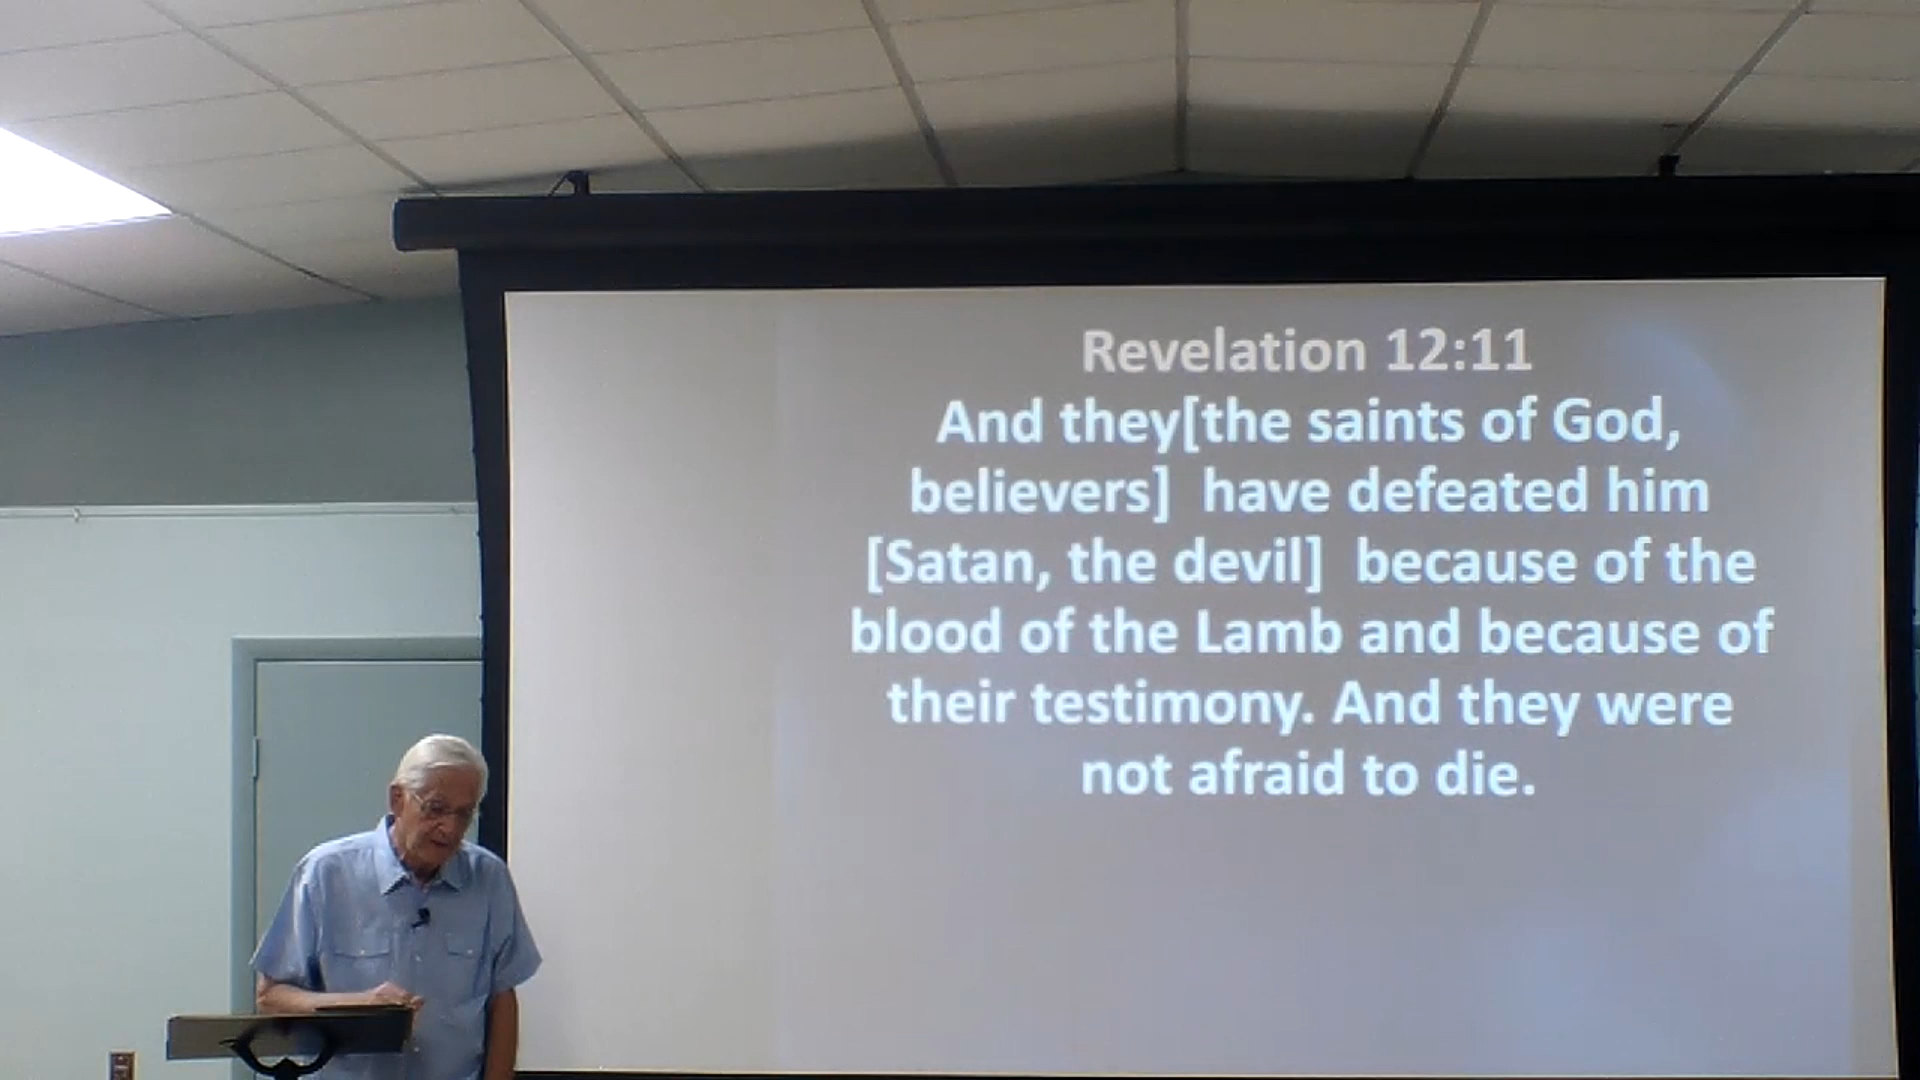 Revelation 12:11
And they[the saints of God,
believers]  have defeated him
[Satan, the devil]  because of the
blood of the Lamb and because of
their testimony. And they were
not afraid to die.